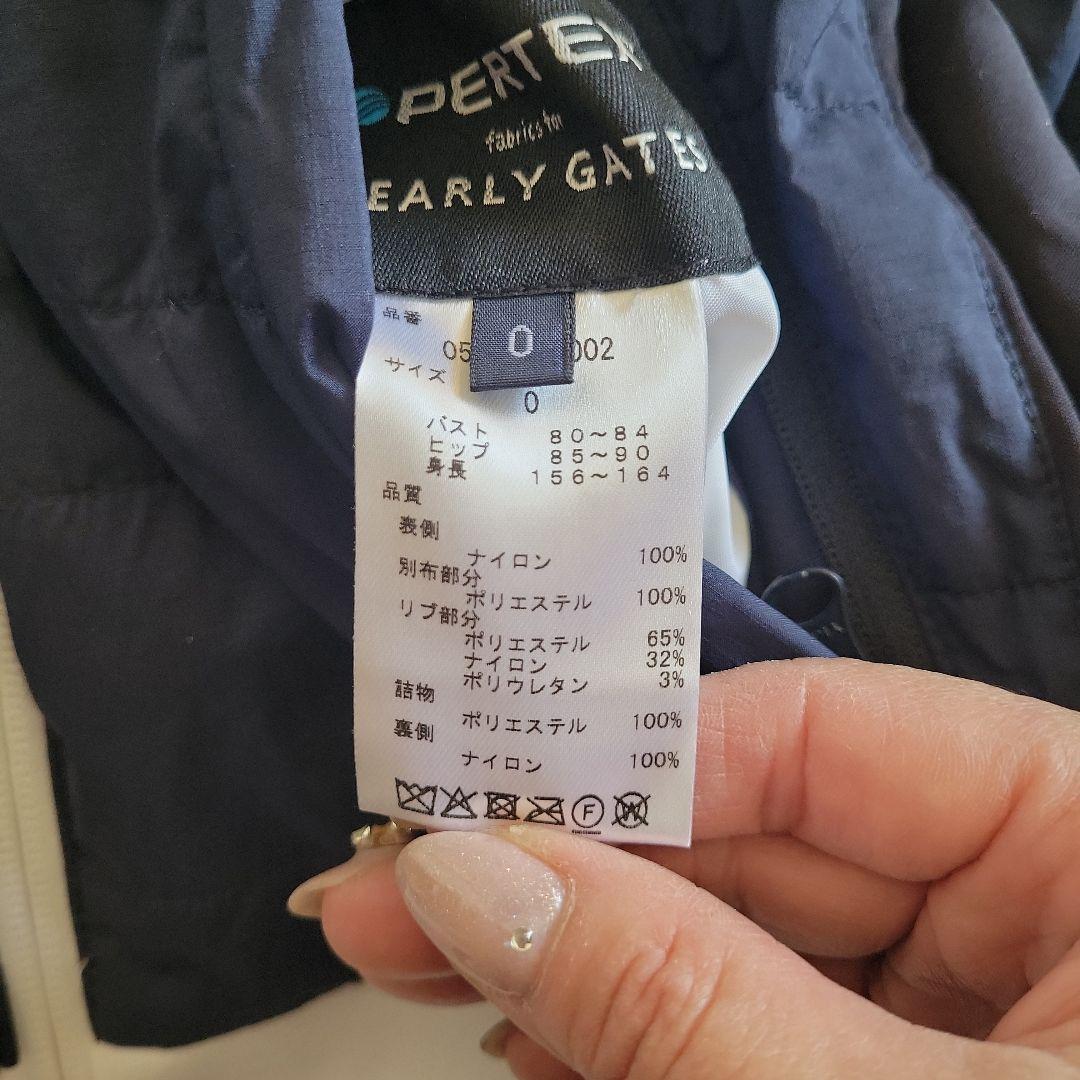 PERTEX
fabrics tm
EARLY GATES
品番
0
05 002
サイズ
0
バスト 80〜84
ヒップ 85〜90
身長 156〜164
品質
表側
ナイロン 100%
別布部分
ポリエステル 100%
リブ部分
ポリエステル 65%
ナイロン 32%
ポリウレタン 3%
詰物
ポリエステル 100%
裏側
ナイロン 100%
F W